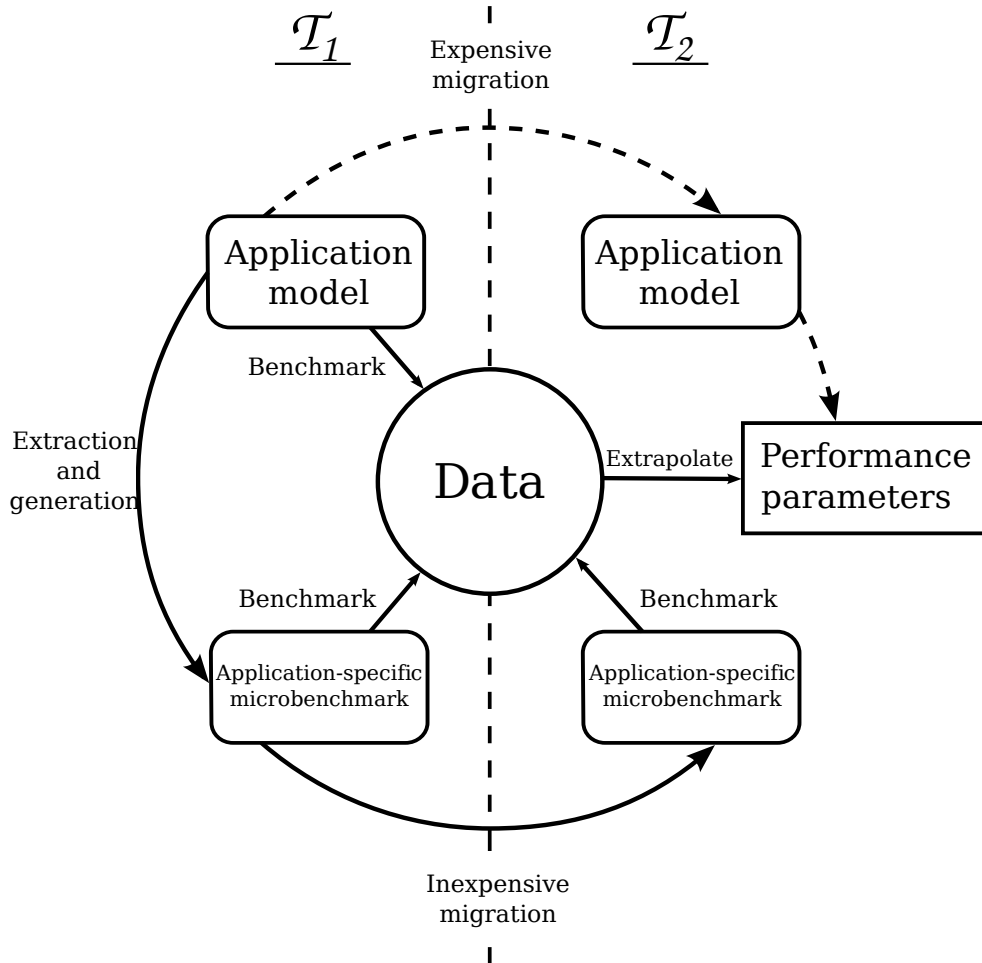 𝒯1
𝒯2
Expensive
migration
Application
model
Application
model
Benchmark
Extraction
and
generation
Data
Extrapolate
Performance
parameters
Benchmark
Benchmark
Application-specific
microbenchmark
Application-specific
microbenchmark
Inexpensive
migration